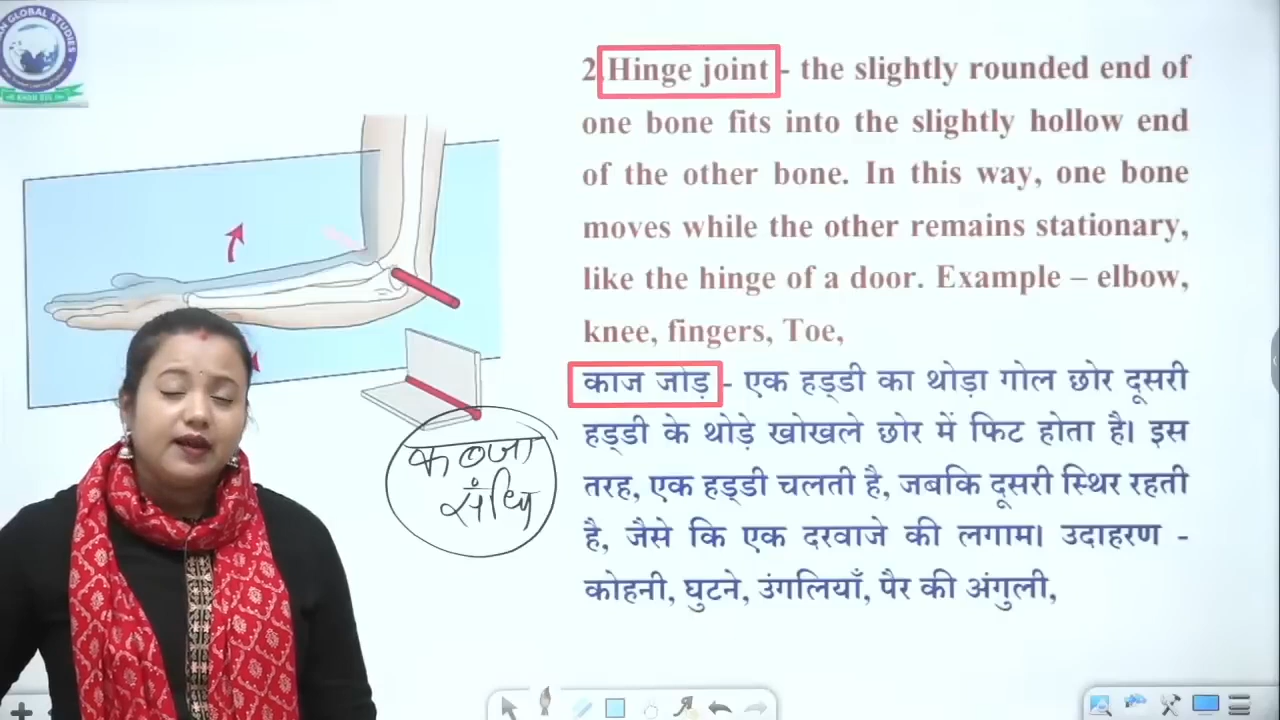 GLOBAL STUDIES
2 Hinge joint - the slightly rounded end of
one bone fits into the slightly hollow end
of the other bone. In this way, one bone
moves while the other remains stationary,
like the hinge of a door. Example – elbow,
knee, fingers, Toe,
काज जोड़ - एक हड्डी का थोड़ा गोल छोर दूसरी
हड्डी के थोड़े खोखले छोर में फिट होता है। इस
तरह, एक हड्डी चलती है, जबकि दूसरी स्थिर रहती
है, जैसे कि एक दरवाजे की लगाम। उदाहरण -
कोहनी, घुटने, उंगलियाँ, पैर की अंगुली,
कब्जा
संधि